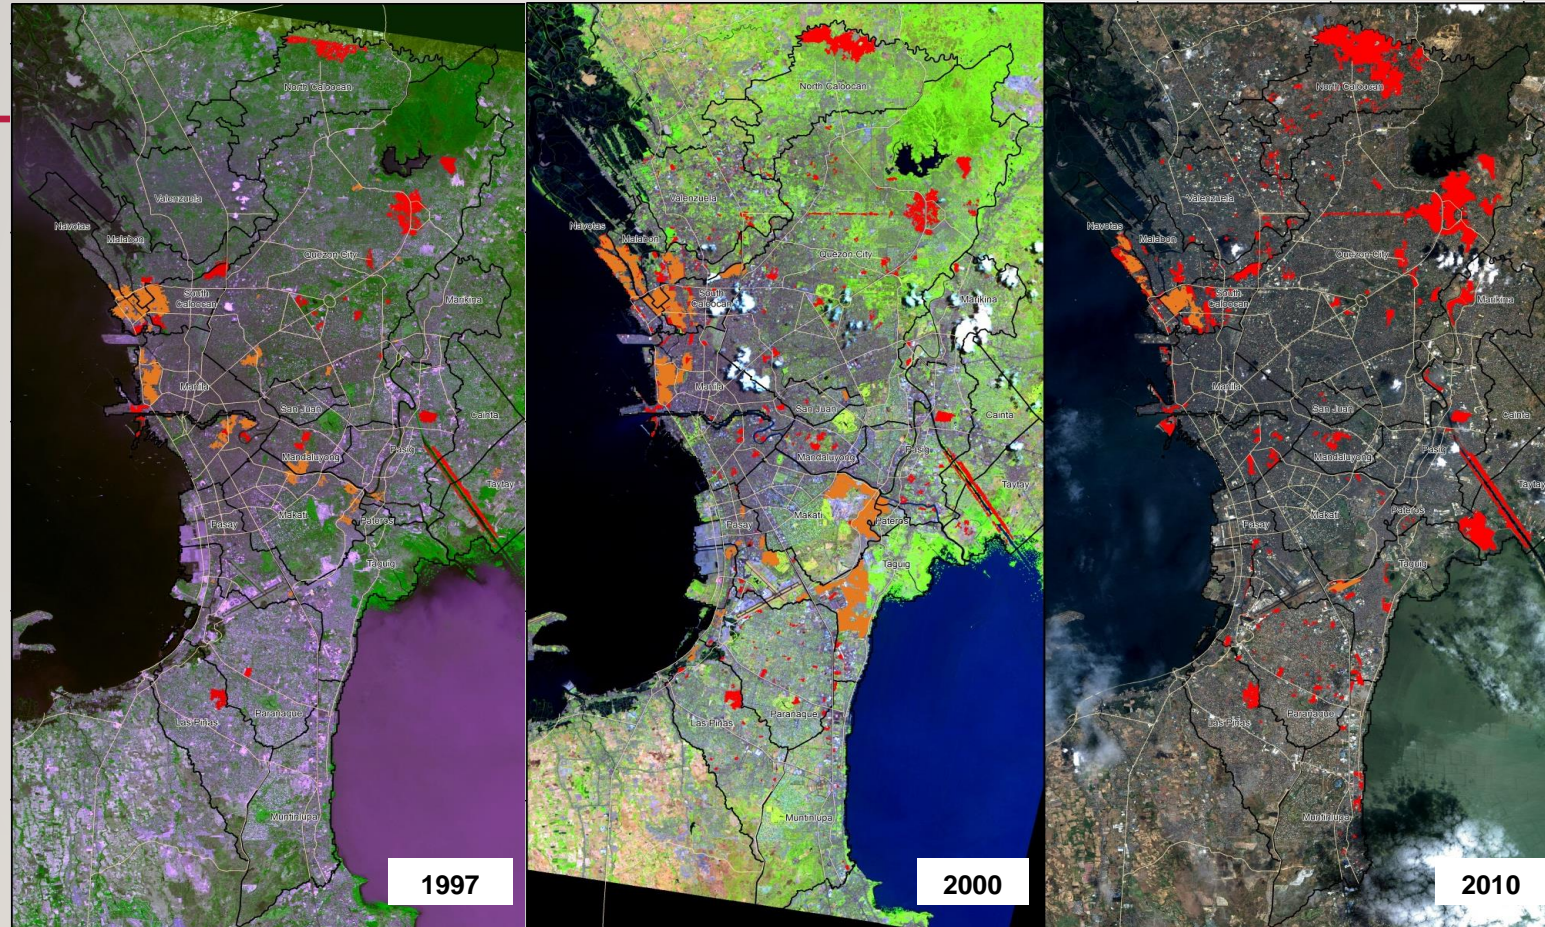 North Caloocan
Valenzuela
Navotas
Malabon
Quezon City
South
Caloocan
Marikina
Manila
San Juan
Cainta
Mandaluyong
Pasig
Taytay
Makati
Pasay
Pateros
Taguig
Las Piñas
Parañaque
Muntinlupa
1997
North Caloocan
Valenzuela
Navotas
Malabon
Quezon City
South
Caloocan
Marikina
Manila
San Juan
Cainta
Mandaluyong
Pasig
Taytay
Makati
Pasay
Pateros
Taguig
Las Piñas
Parañaque
Muntinlupa
2000
North Caloocan
Valenzuela
Navotas
Malabon
Quezon City
South
Caloocan
Marikina
Manila
San Juan
Cainta
Mandaluyong
Pasig
Taytay
Makati
Pasay
Pateros
Taguig
Las Piñas
Parañaque
Muntinlupa
2010